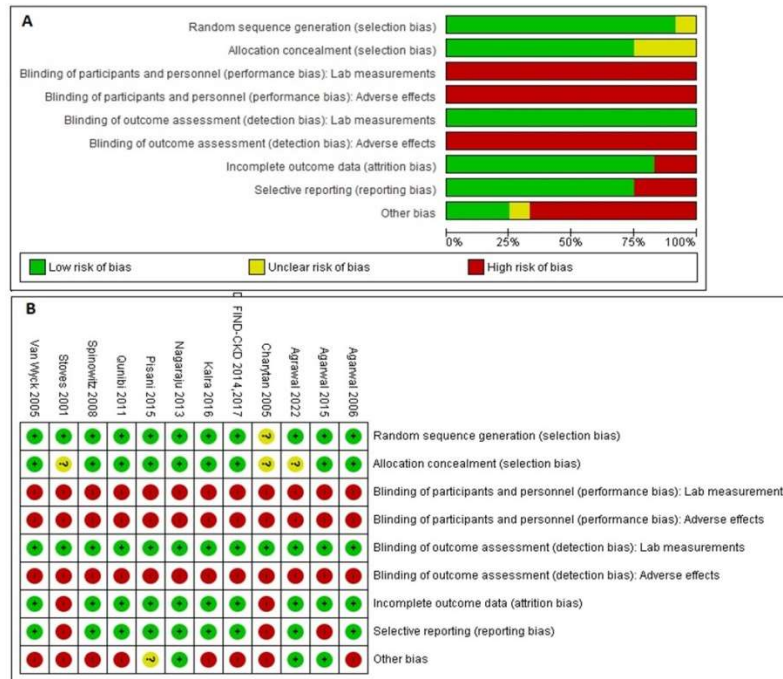 A
Random sequence generation (selection bias)
Allocation concealment (selection bias)
Blinding of participants and personnel (performance bias): Lab measurements
Blinding of participants and personnel (performance bias): Adverse effects
Blinding of outcome assessment (detection bias): Lab measurements
Blinding of outcome assessment (detection bias): Adverse effects
Incomplete outcome data (attrition bias)
Selective reporting (reporting bias)
Other bias
0% 25% 50% 75% 100%
Low risk of bias Unclear risk of bias High risk of bias
B
Van Wyck 2005
Stoves 2001
Spinowitz 2008
Qunibi 2011
Pisani 2015
Nagaraju 2013
Kalra 2016
FIND-CKD 2014,2017
Charytan 2005
Agrawal 2022
Agarwal 2015
Agarwal 2006
+ + + + + + + + ? + + + Random sequence generation (selection bias)
+ ? + + + + + + ? ? + + Allocation concealment (selection bias)
Blinding of participants and personnel (performance bias): Lab measurement
Blinding of participants and personnel (performance bias): Adverse effects
+ + + + + + + + + + + + Blinding of outcome assessment (detection bias): Lab measurements
Blinding of outcome assessment (detection bias): Adverse effects
+ + + + + + + + + + Incomplete outcome data (attrition bias)
+ + + + + + + + + Selective reporting (reporting bias)
? + + + Other bias